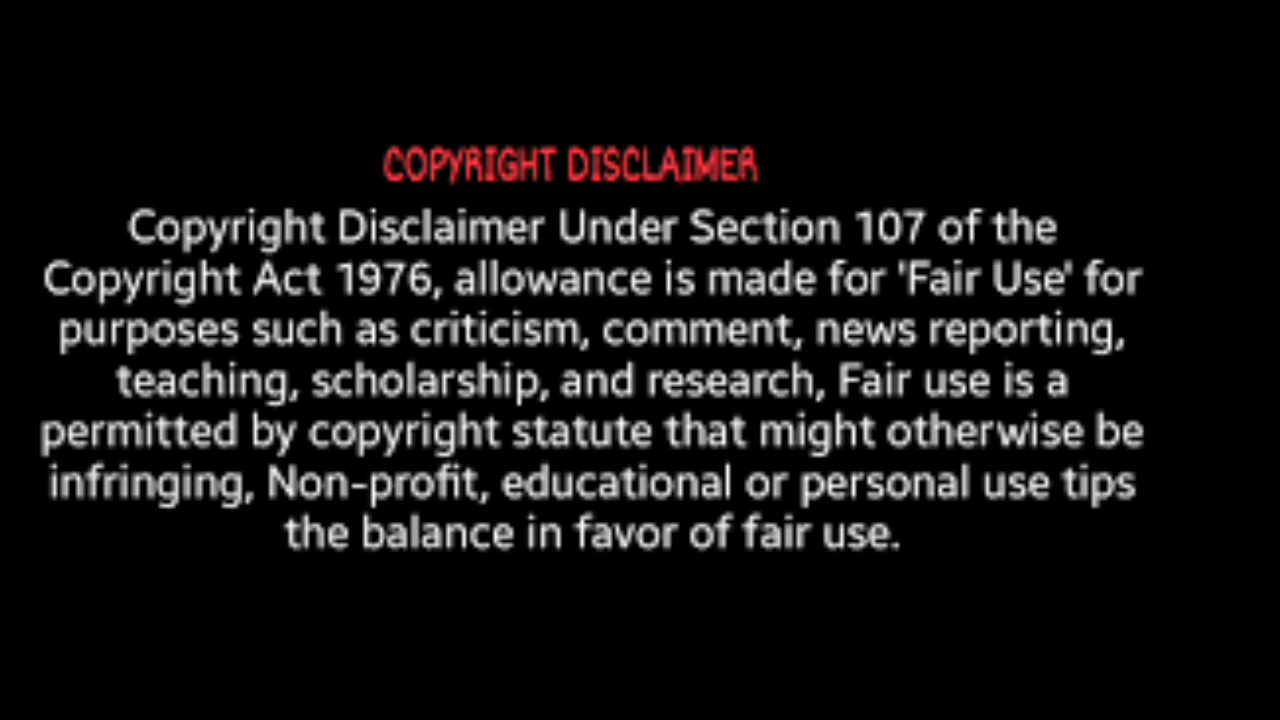 COPYRIGHT DISCLAIMER
Copyright Disclaimer Under Section 107 of the
Copyright Act 1976, allowance is made for 'Fair Use' for
purposes such as criticism, comment, news reporting,
teaching, scholarship, and research, Fair use is a
permitted by copyright statute that might otherwise be
infringing, Non-profit, educational or personal use tips
the balance in favor of fair use.